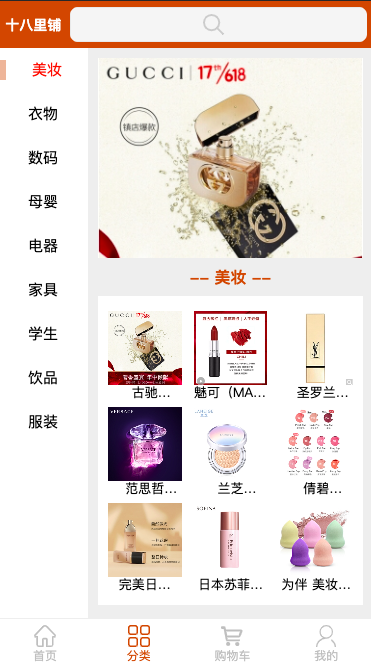 十八里铺
美妆
衣物
数码
母婴
电器
家具
学生
饮品
服装
GUCCI | 17th/618
镇店爆款
-- 美妆 --
GUCCI
古驰...
魅可（MA...
圣罗兰...
VERSACE
范思哲...
兰芝...
倩碧...
完美日...
日本苏菲...
为伴 美妆...
首页
分类
购物车
我的